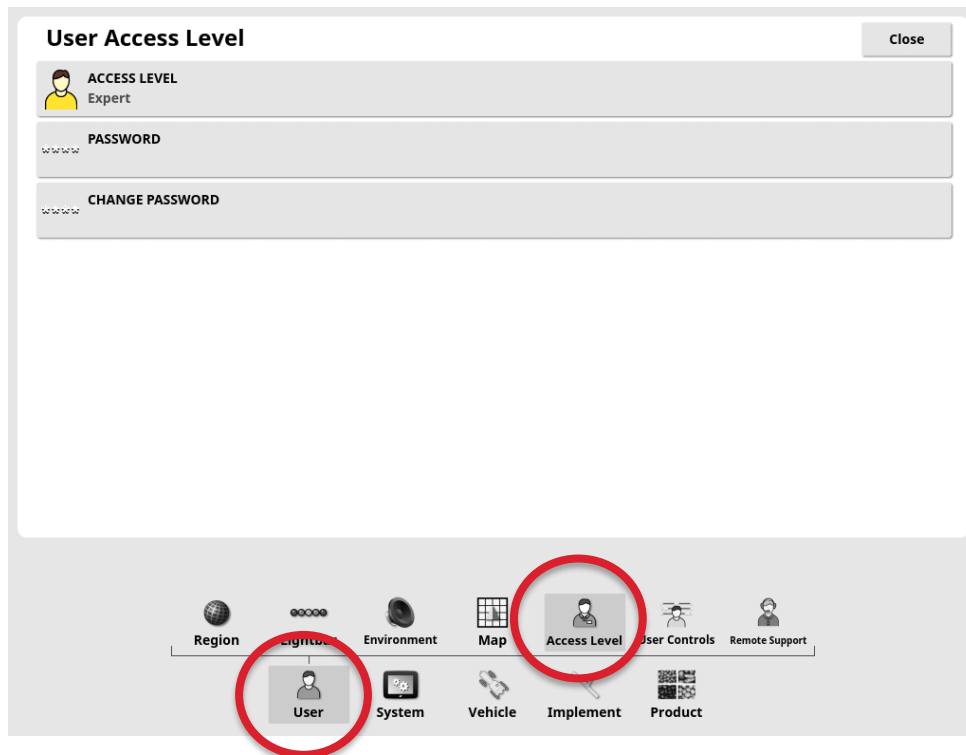 User Access Level
Close
ACCESS LEVEL
Expert
PASSWORD
CHANGE PASSWORD
Region Lightbar Environment Map Access Level User Controls Remote Support
User System Vehicle Implement Product